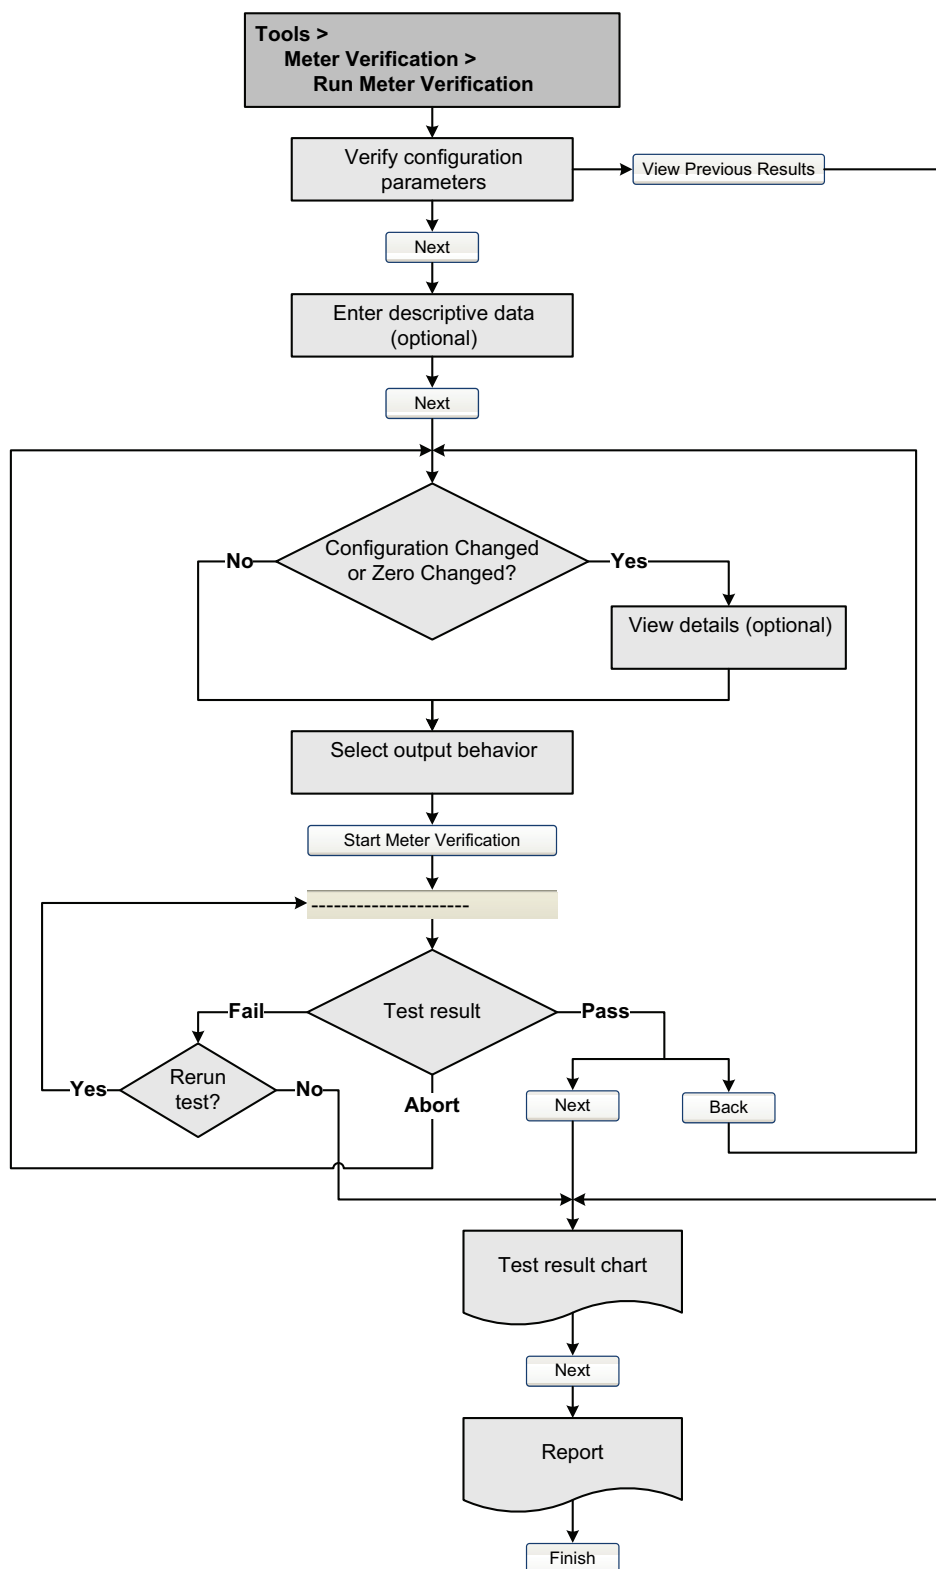 Tools >
Meter Verification >
Run Meter Verification
Verify configuration
parameters
View Previous Results
Next
Enter descriptive data
(optional)
Next
Configuration Changed
or Zero Changed?
No
Yes
View details (optional)
Select output behavior
Start Meter Verification
---------------------
Test result
Fail
Pass
Rerun
test?
Yes
No
Abort
Next
Back
Test result chart
Next
Report
Finish